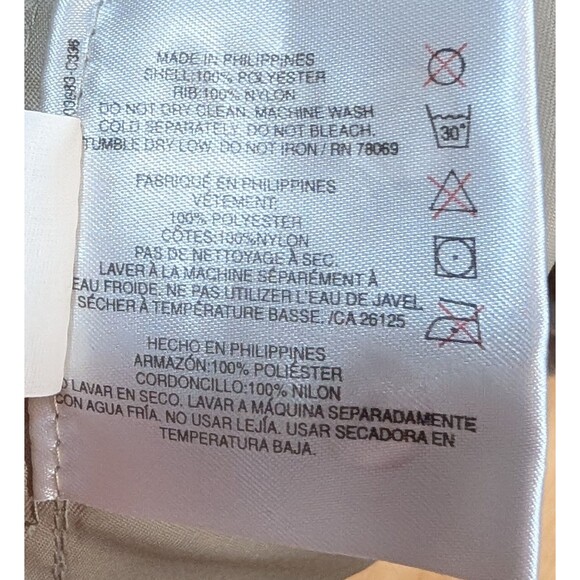 MADE IN PHILIPPINES
SHELL:100% POLYESTER
RIB:100% NYLON
DO NOT DRY CLEAN. MACHINE WASH
COLD SEPARATELY. DO NOT BLEACH.
TUMBLE DRY LOW. DO NOT IRON / RN 78069
30°
FABRIQUÉ EN PHILIPPINES
VÊTEMENT:
100% POLYESTER
CÔTES:100%NYLON
PAS DE NETTOYAGE À SEC.
LAVER À LA MACHINE SÉPARÉMENT À
EAU FROIDE. NE PAS UTILISER L'EAU DE JAVEL
SÉCHER À TEMPÉRATURE BASSE. /CA 26125
HECHO EN PHILIPPINES
ARMAZÓN:100% POLIÉSTER
CORDONCILLO:100% NILON
LAVAR EN SECO. LAVAR A MÁQUINA SEPARADAMENTE
CON AGUA FRÍA. NO USAR LEJÍA. USAR SECADORA EN
TEMPERATURA BAJA.